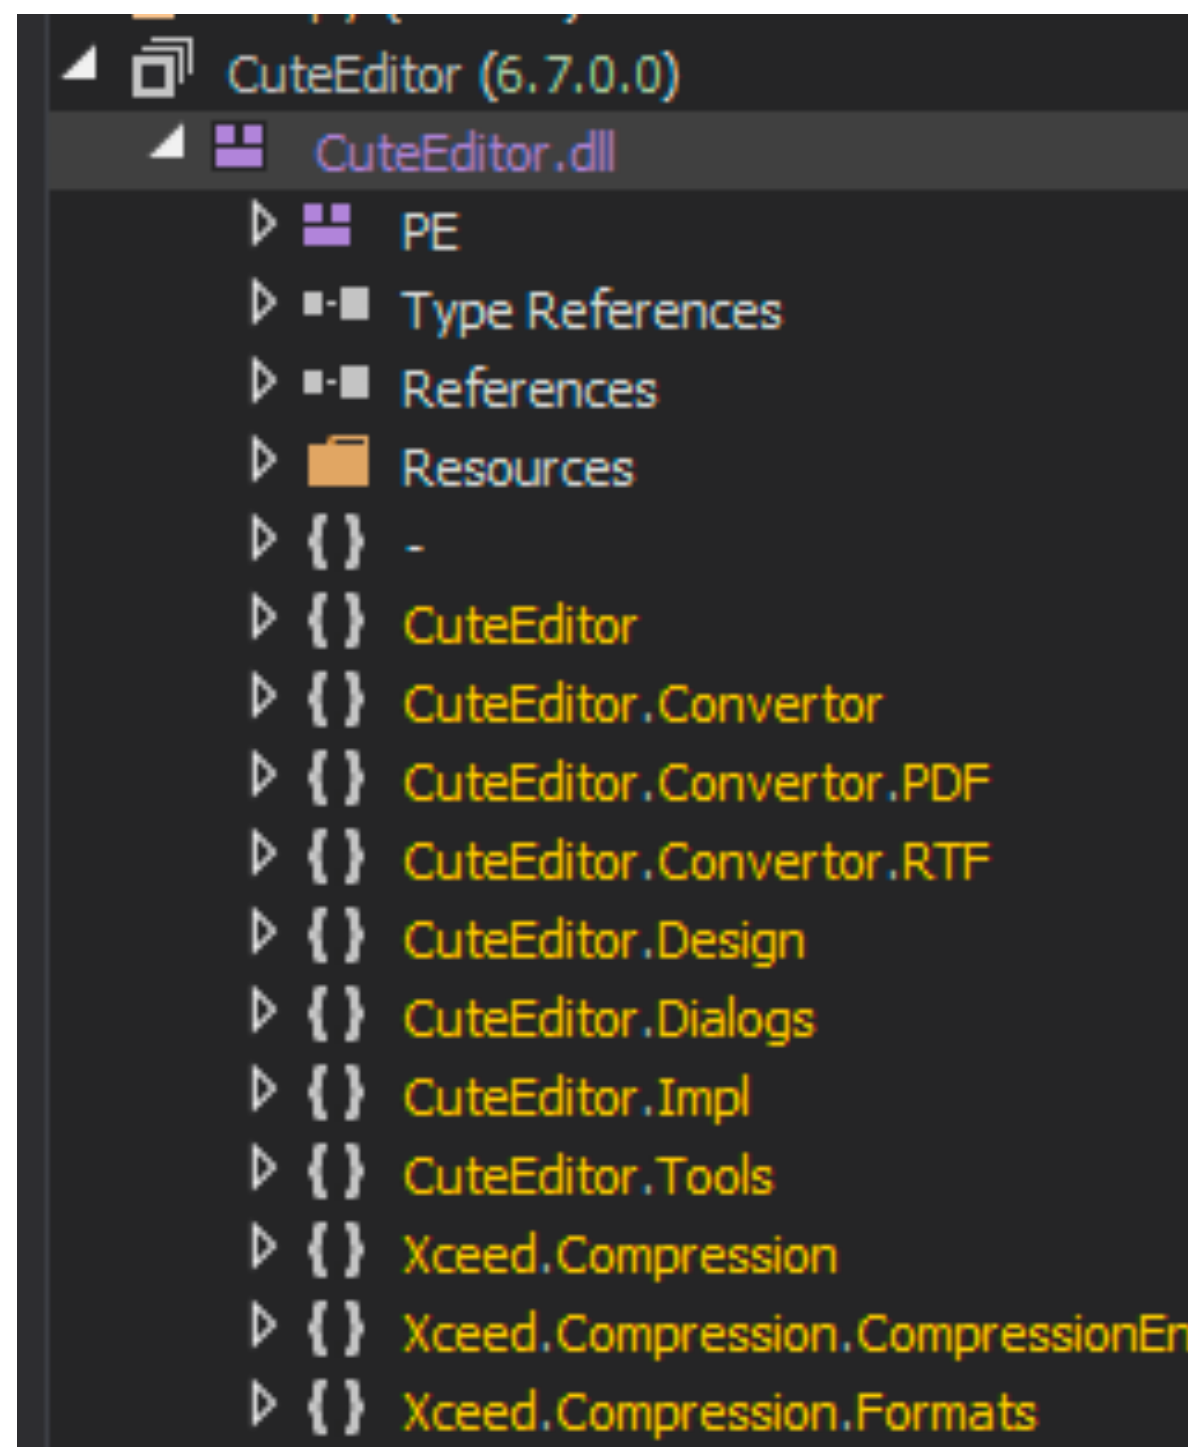 CuteEditor (6.7.0.0)
CuteEditor.dll
PE
Type References
References
Resources
{ } -
{ } CuteEditor
{ } CuteEditor.Convertor
{ } CuteEditor.Convertor.PDF
{ } CuteEditor.Convertor.RTF
{ } CuteEditor.Design
{ } CuteEditor.Dialogs
{ } CuteEditor.Impl
{ } CuteEditor.Tools
{ } Xceed.Compression
{ } Xceed.Compression.CompressionEn
{ } Xceed.Compression.Formats